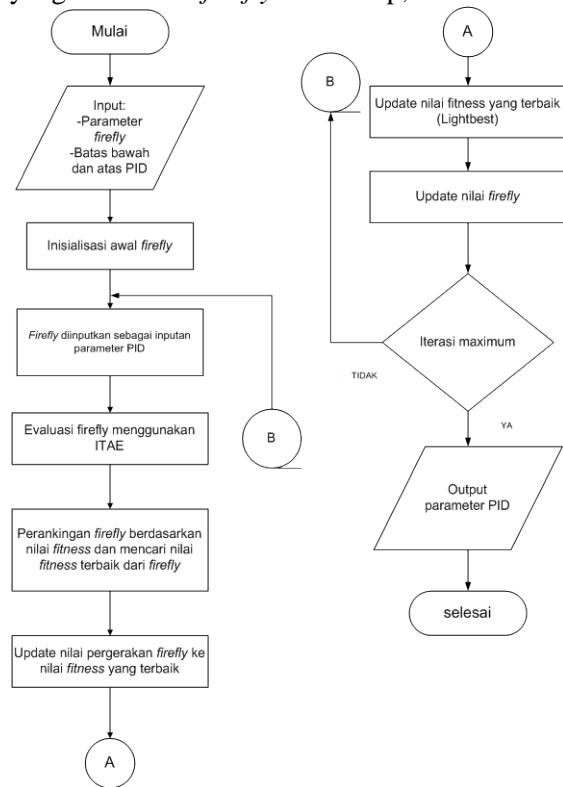 Mulai
Input:
-Parameter
firefly
-Batas bawah
dan atas PID
Inisialisasi awal firefly
Firefly diinputkan sebagai inputan
parameter PID
Evaluasi firefly menggunakan
ITAE
B
Perankingan firefly berdasarkan
nilai fitness dan mencari nilai
fitness terbaik dari firefly
Update nilai pergerakan firefly ke
nilai fitness yang terbaik
A
A
B
Update nilai fitness yang terbaik
(Lightbest)
Update nilai firefly
Iterasi maximum
TIDAK
YA
Output
parameter PID
selesai